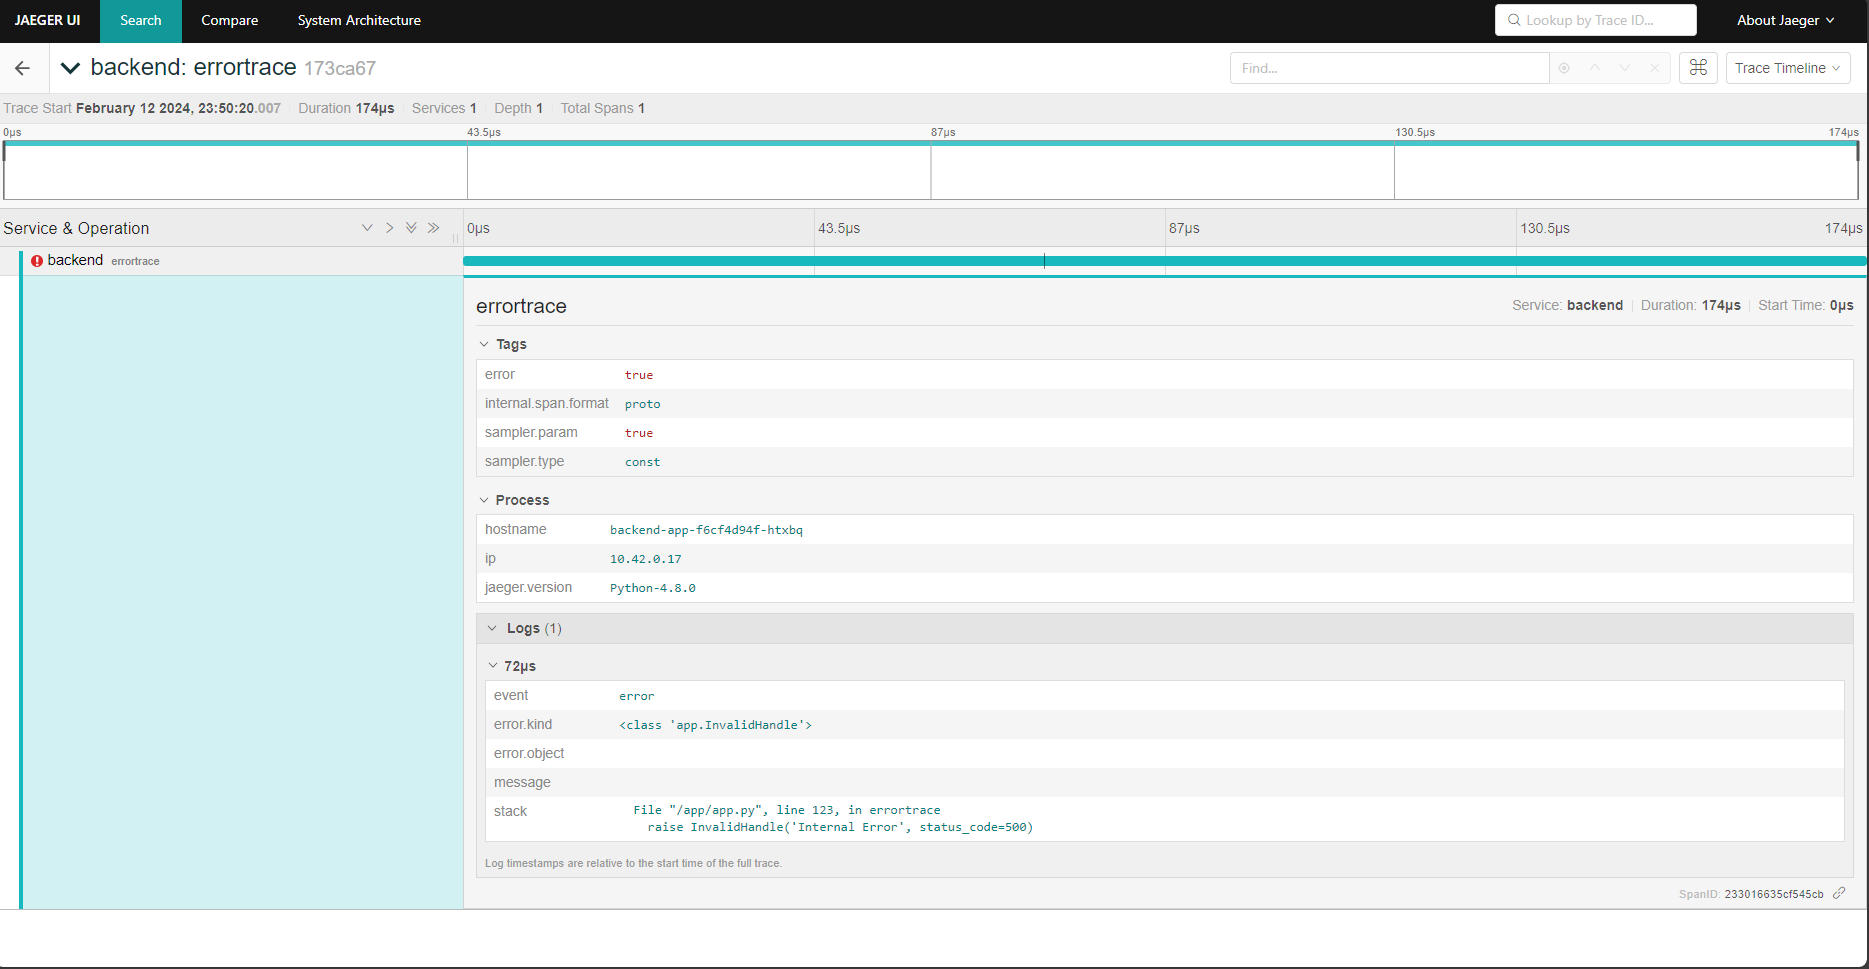 JAEGER UI Search Compare System Architecture Lookup by Trace ID... About Jaeger
backend: errortrace 173ca67 Find... Trace Timeline
Trace Start February 12 2024, 23:50:20.007 Duration 174μs Services 1 Depth 1 Total Spans 1
0μs 43.5μs 87μs 130.5μs 174μs
Service & Operation 0μs 43.5μs 87μs 130.5μs 174μs
backend errortrace
errortrace Service: backend Duration: 174μs Start Time: 0μs
Tags
error true
internal.span.format proto
sampler.param true
sampler.type const
Process
hostname backend-app-f6cf4d94f-htxbq
ip 10.42.0.17
jaeger.version Python-4.8.0
Logs (1)
72μs
event error
error.kind <class 'app.InvalidHandle'>
error.object
message
stack File "/app/app.py", line 123, in errortrace
raise InvalidHandle('Internal Error', status_code=500)
Log timestamps are relative to the start time of the full trace.
SpanID: 233016635cf545cb